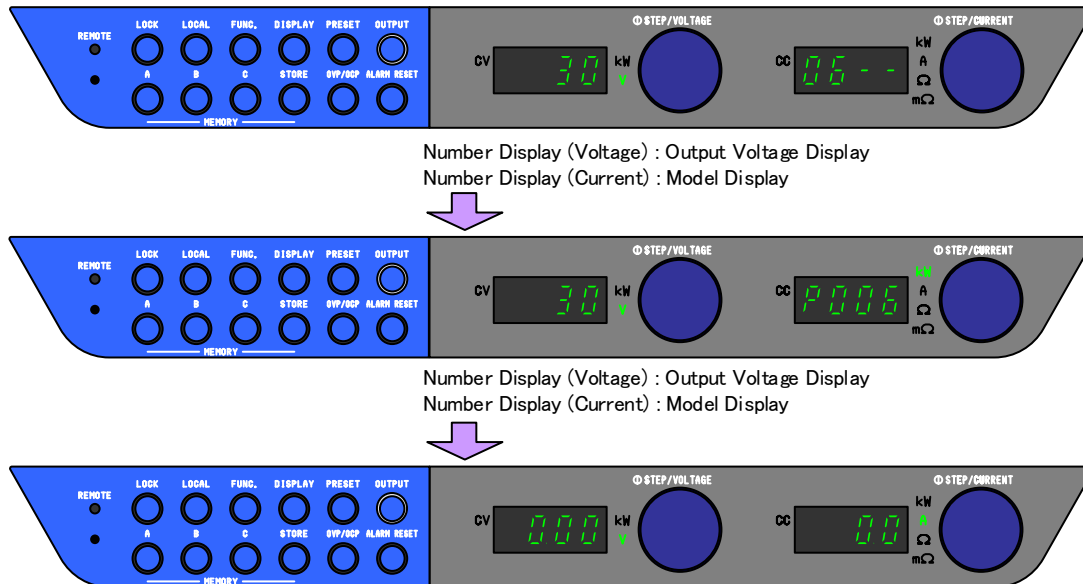 LOCK LOCAL FUNC. DISPLAY PRESET OUTPUT
REMOTE
A B C STORE OVP/OCP ALARM RESET
MEMORY
STEP/VOLTAGE
CV 30 kW
V
STEP/CURRENT
CC 06-- kW
A
Ω
mΩ
Number Display (Voltage) : Output Voltage Display
Number Display (Current) : Model Display
LOCK LOCAL FUNC. DISPLAY PRESET OUTPUT
REMOTE
A B C STORE OVP/OCP ALARM RESET
MEMORY
STEP/VOLTAGE
CV 30 kW
V
STEP/CURRENT
CC P006 kW
A
Ω
mΩ
Number Display (Voltage) : Output Voltage Display
Number Display (Current) : Model Display
LOCK LOCAL FUNC. DISPLAY PRESET OUTPUT
REMOTE
A B C STORE OVP/OCP ALARM RESET
MEMORY
STEP/VOLTAGE
CV 000 kW
V
STEP/CURRENT
CC 00 kW
A
Ω
mΩ